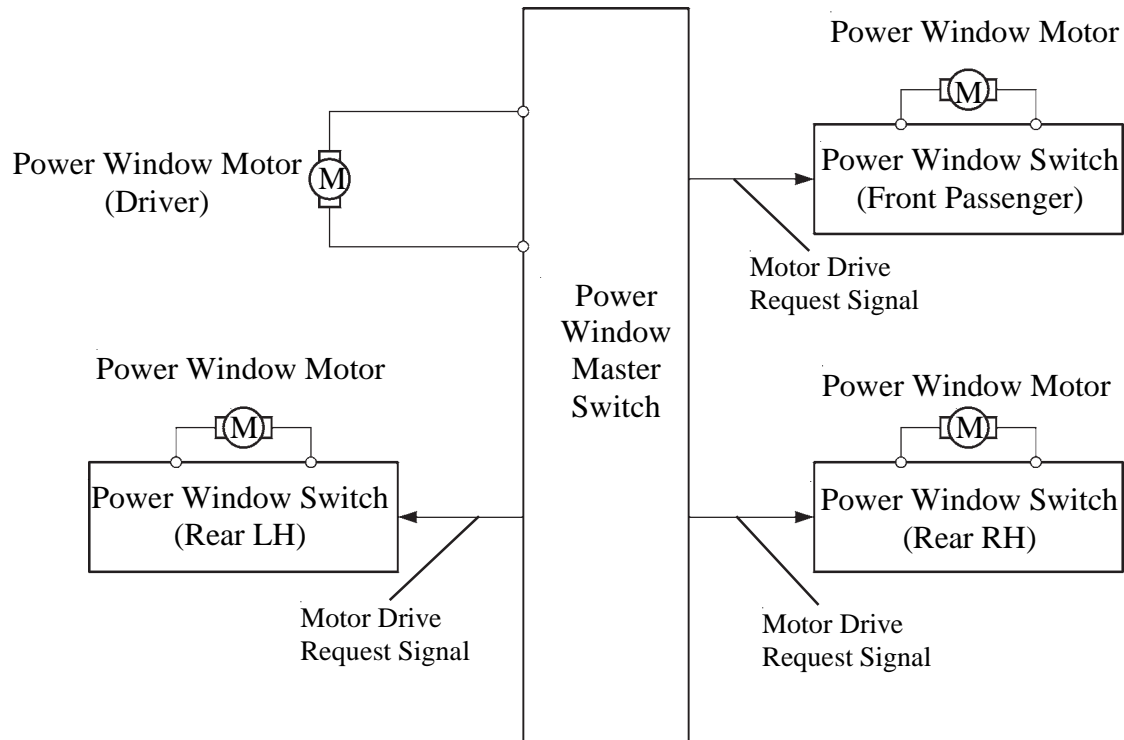 Power Window Motor
(Driver)
M
Power Window Motor
M
Power Window Switch
(Rear LH)
Motor Drive
Request Signal
Power
Window
Master
Switch
Power Window Motor
M
Power Window Switch
(Front Passenger)
Motor Drive
Request Signal
Power Window Motor
M
Power Window Switch
(Rear RH)
Motor Drive
Request Signal